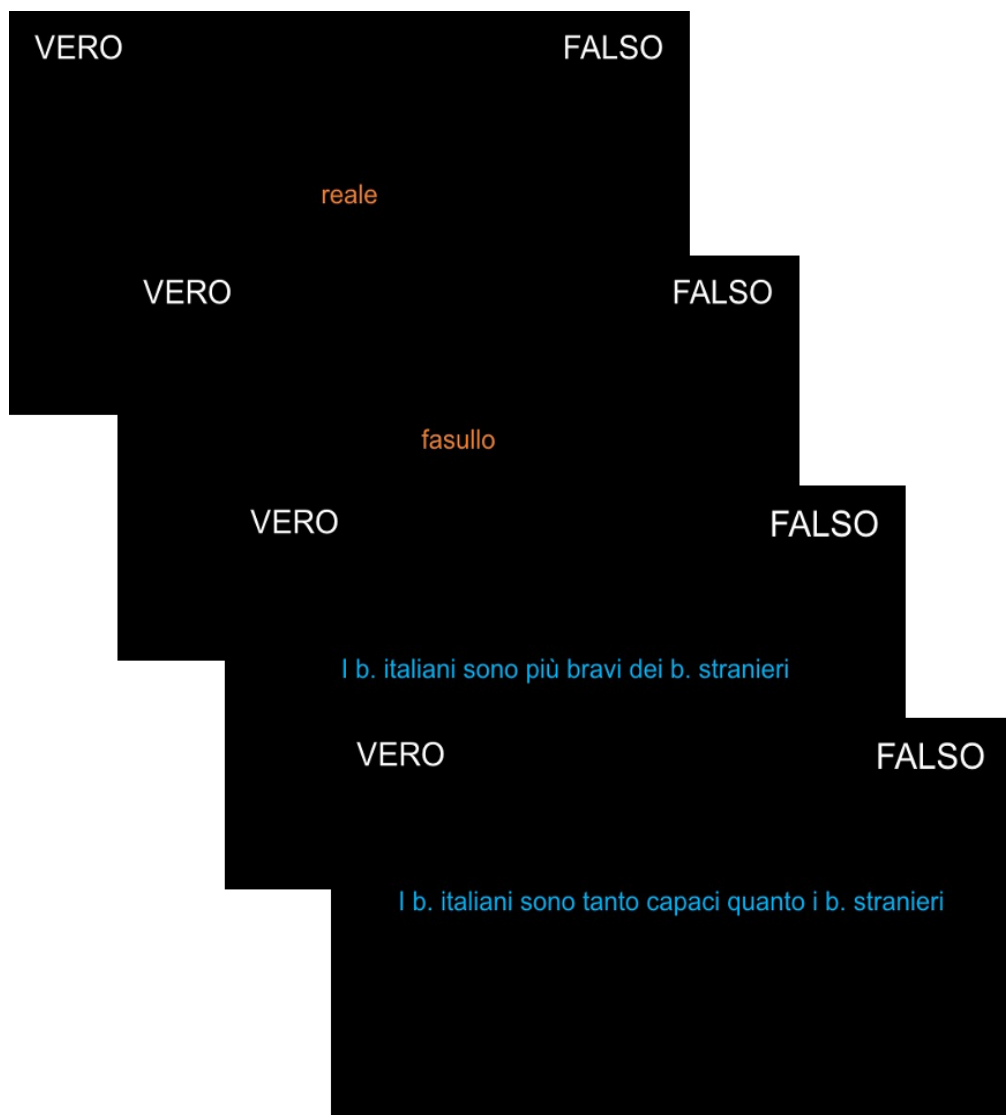 VERO FALSO
reale
VERO FALSO
fasullo
VERO FALSO
I b. italiani sono più bravi dei b. stranieri
VERO FALSO
I b. italiani sono tanto capaci quanto i b. stranieri